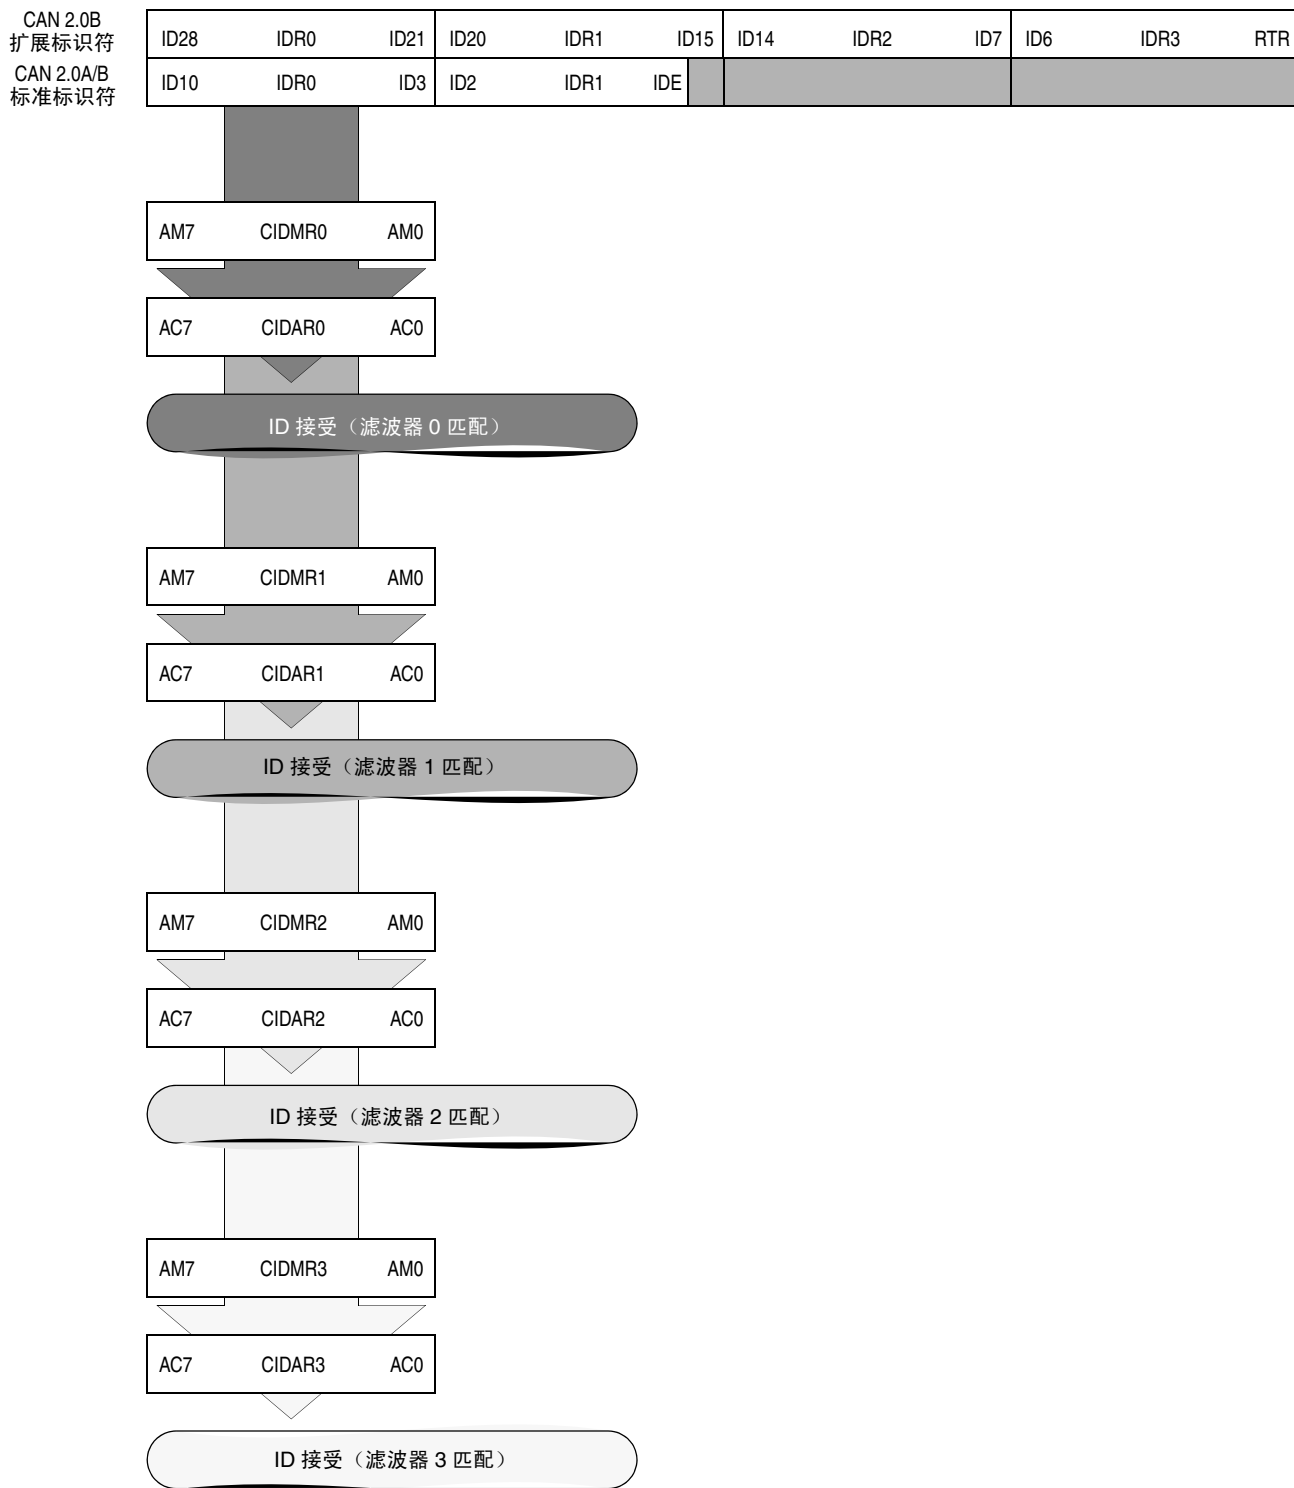 CAN 2.0B
扩展标识符
ID28 IDR0 ID21 ID20 IDR1 ID15 ID14 IDR2 ID7 ID6 IDR3 RTR
CAN 2.0A/B
标准标识符
ID10 IDR0 ID3 ID2 IDR1 IDE
AM7 CIDMR0 AM0
AC7 CIDAR0 AC0
ID 接受（滤波器 0 匹配）
AM7 CIDMR1 AM0
AC7 CIDAR1 AC0
ID 接受（滤波器 1 匹配）
AM7 CIDMR2 AM0
AC7 CIDAR2 AC0
ID 接受（滤波器 2 匹配）
AM7 CIDMR3 AM0
AC7 CIDAR3 AC0
ID 接受（滤波器 3 匹配）